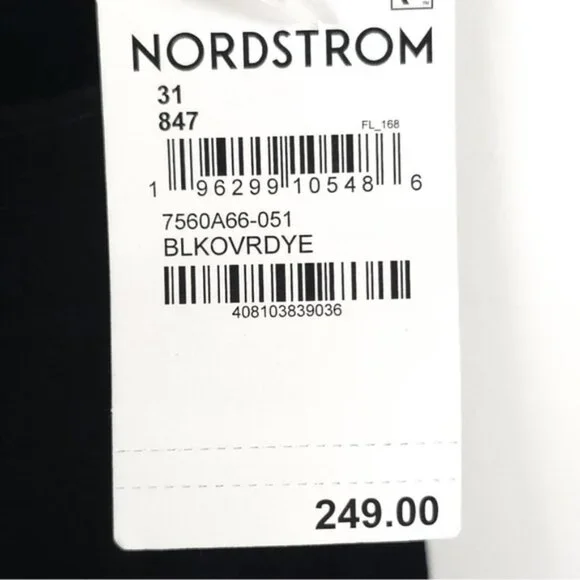 NORDSTROM
31
847
FL_168
1 96299 10548 6
7560A66-051
BLKOVRDYE
408103839036
249.00